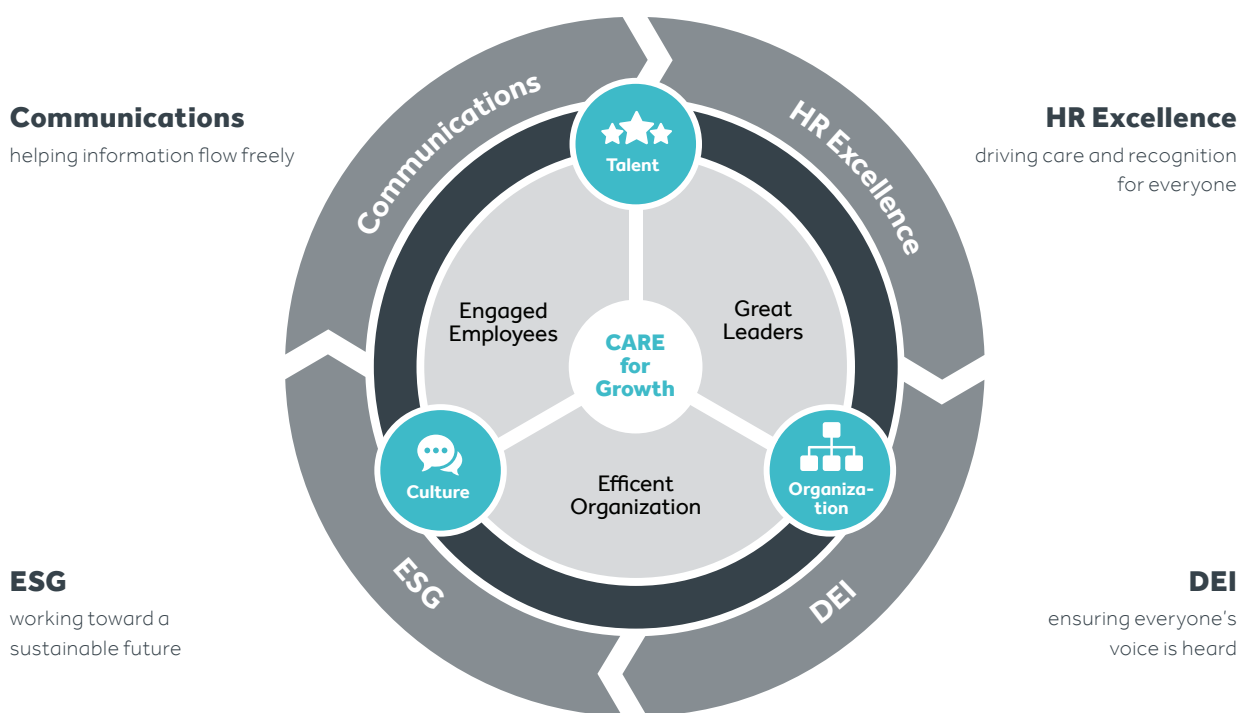 Communications
helping information flow freely
HR Excellence
driving care and recognition
for everyone
Communications
HR Excellence
Talent
Engaged
Employees
Great
Leaders
CARE
for
Growth
Culture
Efficent
Organization
Organiza-
tion
ESG
DEI
ESG
working toward a
sustainable future
DEI
ensuring everyone's
voice is heard